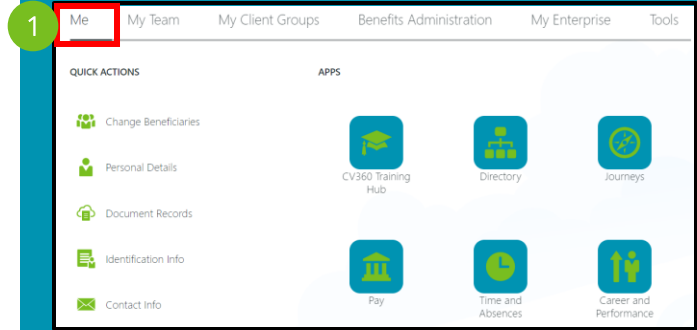 1
Me My Team My Client Groups Benefits Administration My Enterprise Tools
QUICK ACTIONS
Change Beneficiaries
Personal Details
Document Records
Identification Info
Contact Info
APPS
CV360 Training
Hub
Directory
Journeys
Pay
Time and
Absences
Career and
Performance